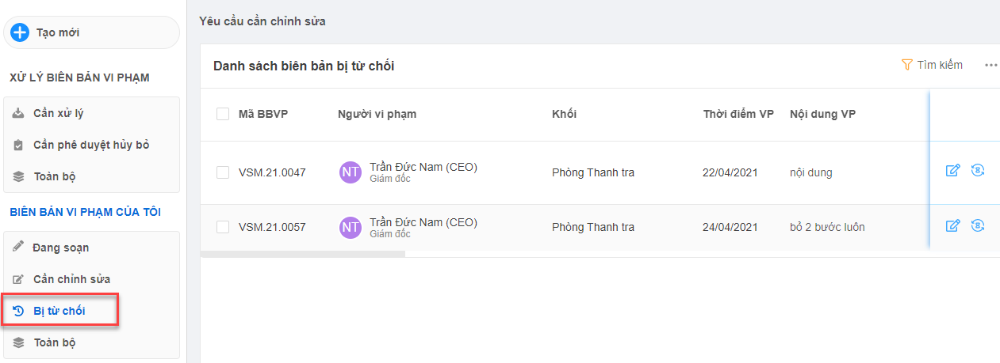 Tạo mới
XỬ LÝ BIÊN BẢN VI PHẠM
Cần xử lý
Cần phê duyệt hủy bỏ
Toàn bộ
BIÊN BẢN VI PHẠM CỦA TÔI
Đang soạn
Cần chỉnh sửa
Bị từ chối
Toàn bộ
Yêu cầu cần chỉnh sửa
Danh sách biên bản bị từ chối
Tìm kiếm
Mã BBVP Người vi phạm Khối Thời điểm VP Nội dung VP
VSM.21.0047 NT Trần Đức Nam (CEO) Phòng Thanh tra 22/04/2021 nội dung
Giám đốc
VSM.21.0057 NT Trần Đức Nam (CEO) Phòng Thanh tra 24/04/2021 bỏ 2 bước luôn
Giám đốc